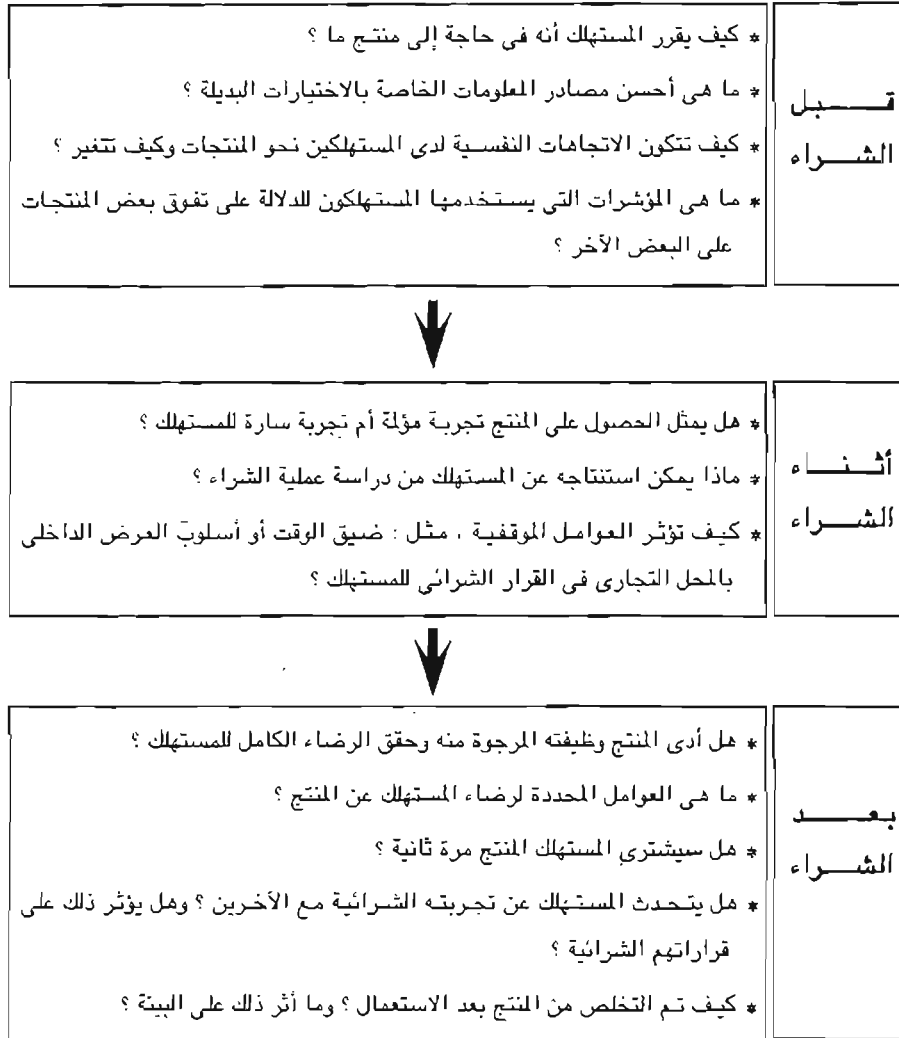 قبل
الشراء
* كيف يقرر المستهلك أنه فى حاجة إلى منتج ما ؟
* ما هى أحسن مصادر المعلومات الخاصة بالاختيارات البديلة ؟
* كيف تتكون الاتجاهات النفسية لدى المستهلكين نحو المنتجات وكيف تتغير ؟
* ما هى المؤشرات التي يستخدمها المستهلكون للدلالة على تفوق بعض المنتجات
على البعض الآخر ؟
أثناء
الشراء
* هل يمثل الحصول على المنتج تجربة مؤلمة أم تجربة سارة للمستهلك ؟
* ماذا يمكن استنتاجه عن المستهلك من دراسة عملية الشراء ؟
* كيف تؤثر العوامل الموقفية ، مثل : ضيق الوقت أو أسلوب العرض الداخلى
بالمحل التجارى فى القرار الشرائي للمستهلك ؟
بعد
الشراء
* هل أدى المنتج وظيفته المرجوة منه وحقق الرضاء الكامل للمستهلك ؟
* ما هى العوامل المحددة لرضاء المستهلك عن المنتج ؟
* هل سيشتري المستهلك المنتج مرة ثانية ؟
* هل يتحدث المستهلك عن تجربته الشرائية مع الآخرين ؟ وهل يؤثر ذلك على
قراراتهم الشرائية ؟
* كيف تم التخلص من المنتج بعد الاستعمال ؟ وما أثر ذلك على البيئة ؟